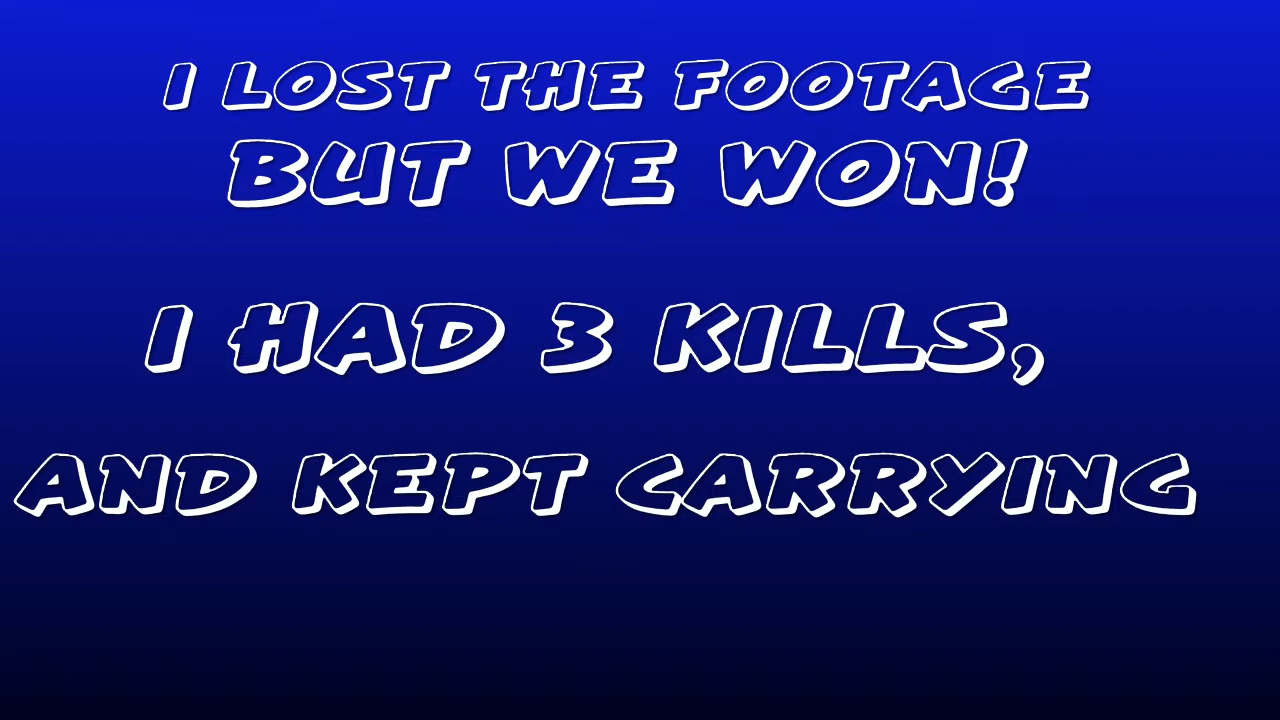 I LOST THE FOOTAGE
BUT WE WON!
I HAD 3 KILLS,
AND KEPT CARRYING